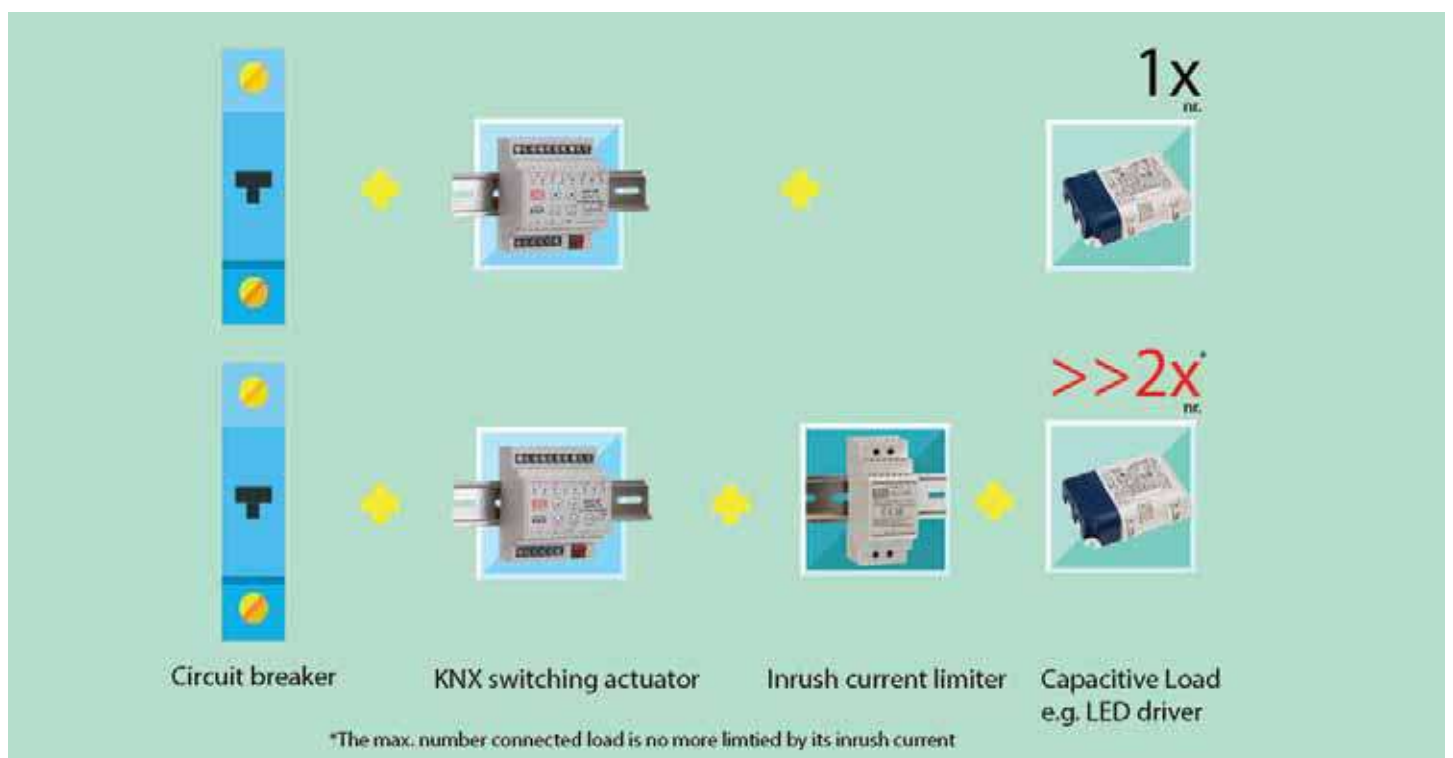 1x
nr.
>>2x*
nr.
Circuit breaker
KNX switching actuator
Inrush current limiter
Capacitive Load
e.g. LED driver
*The max. number connected load is no more limtied by its inrush current